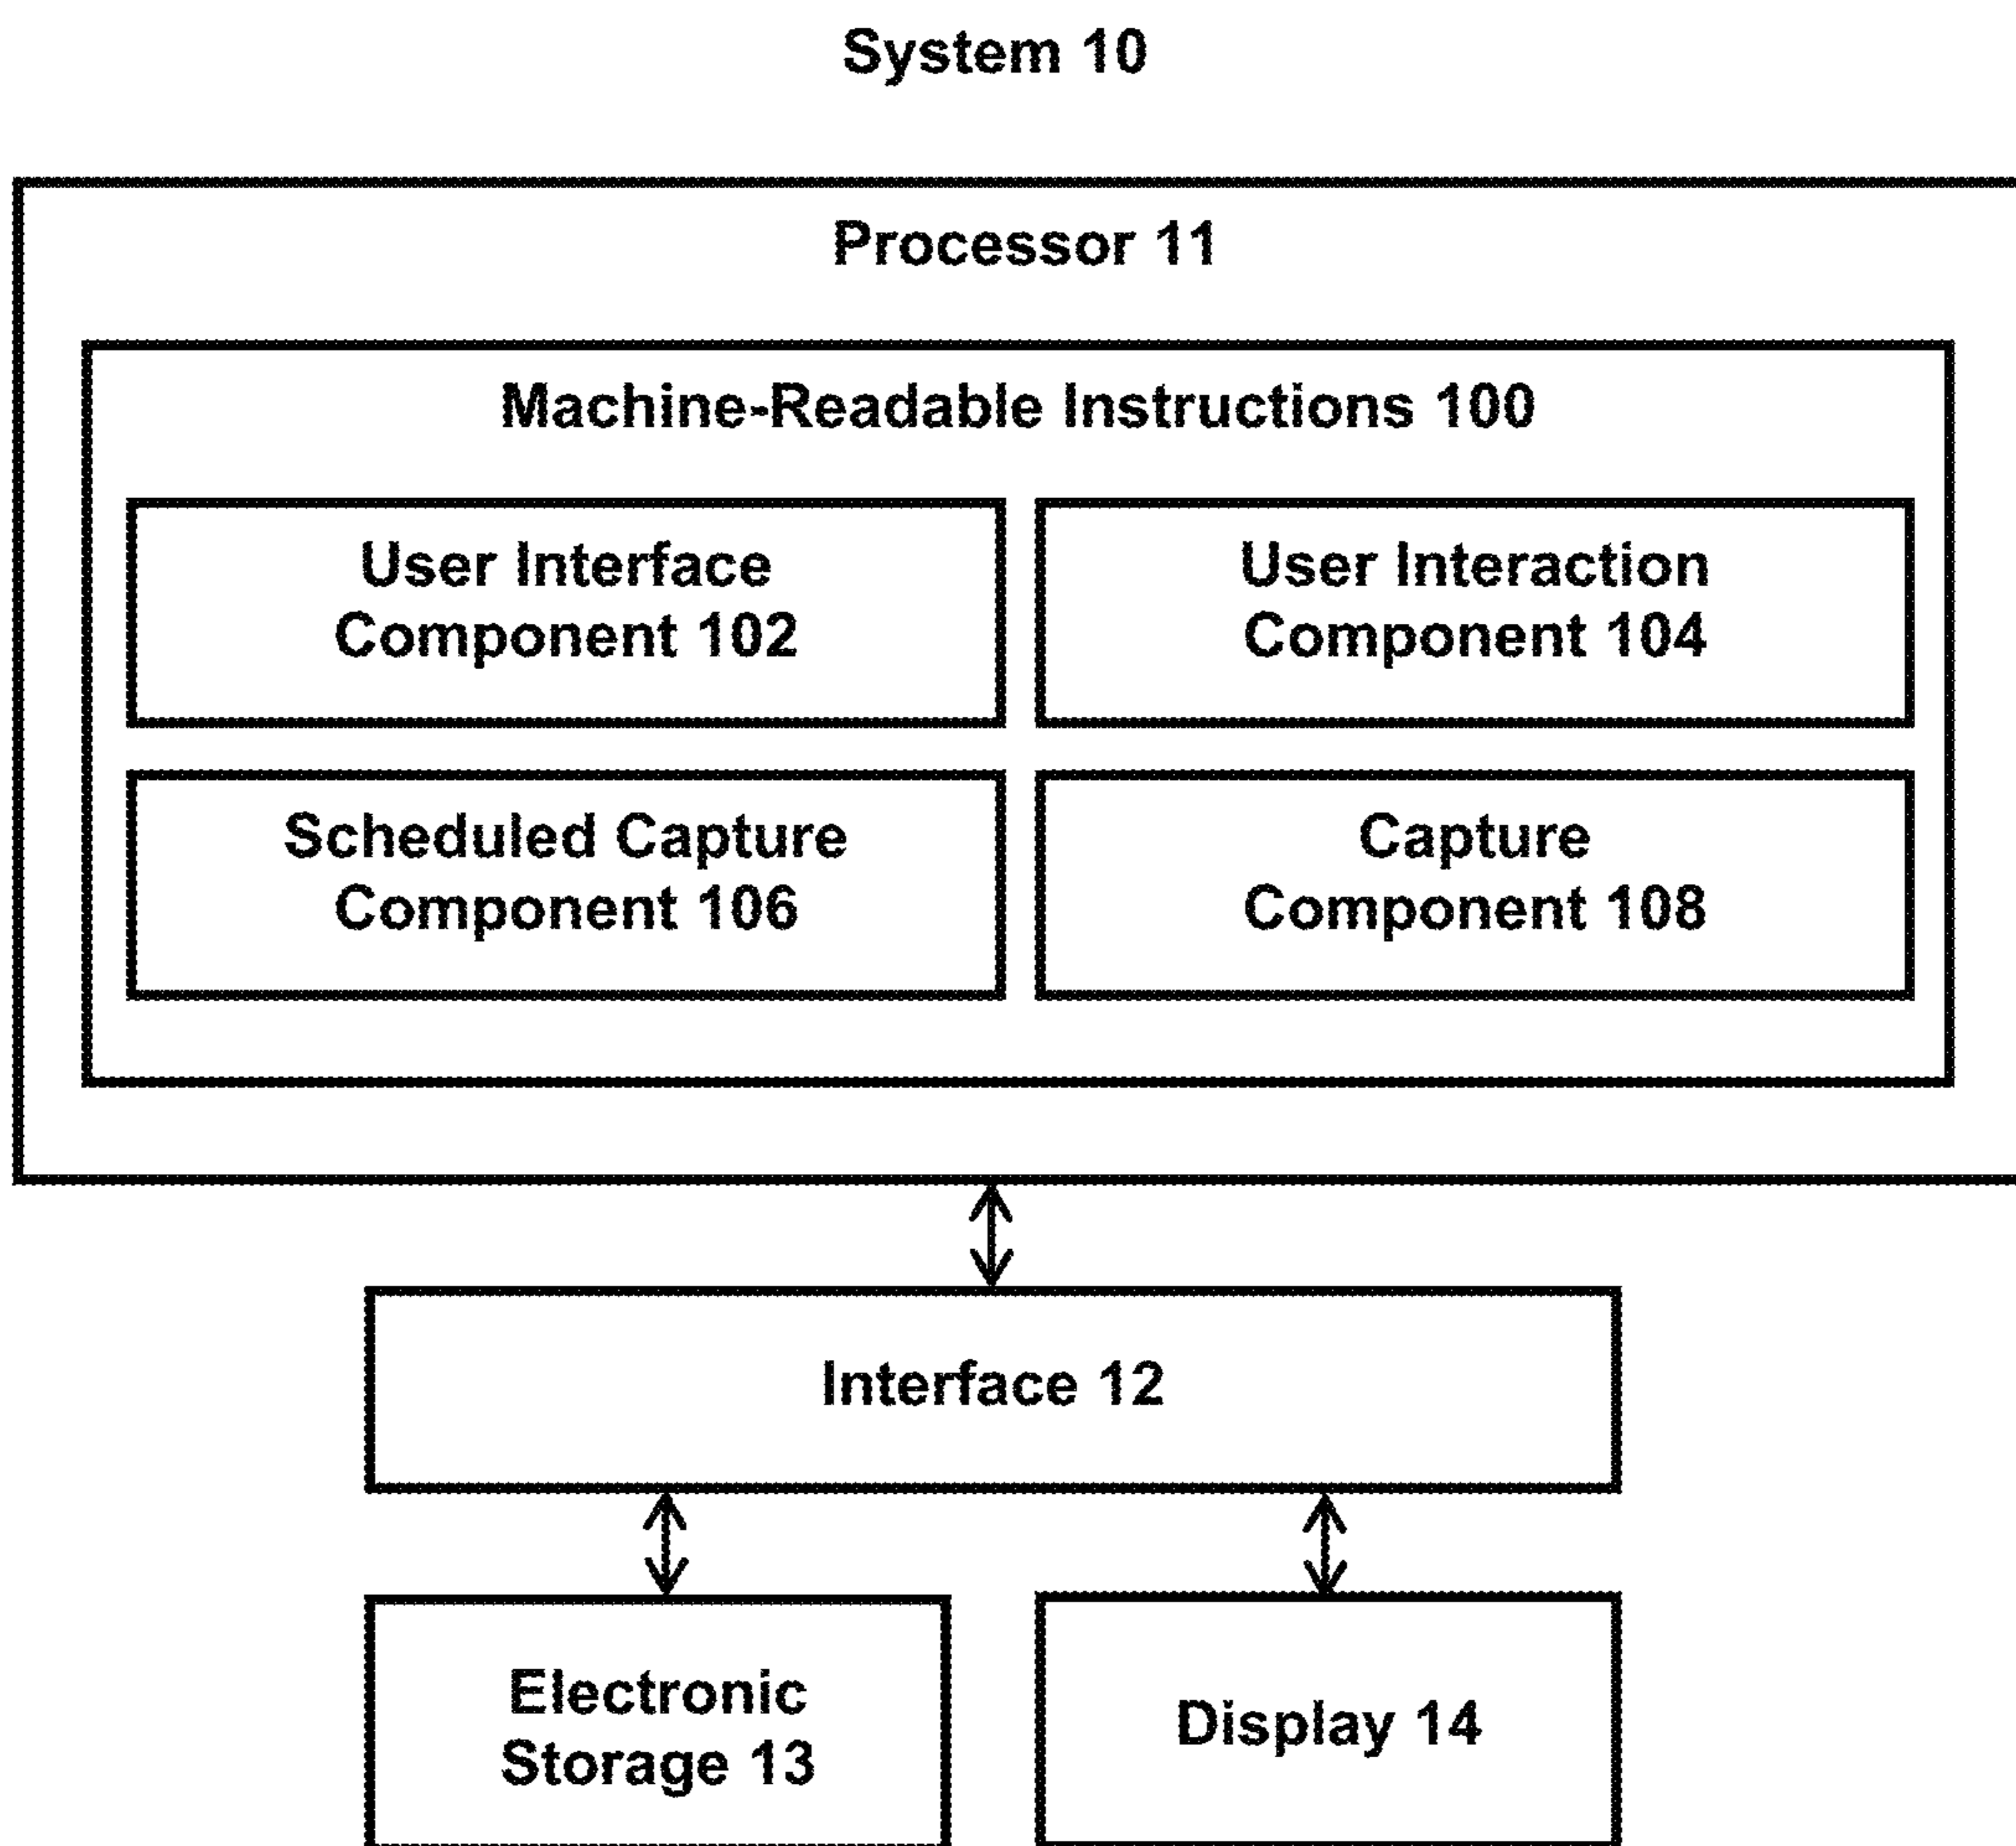 System 10
Processor 11
Machine-Readable Instructions 100
User Interface
Component 102
User Interaction
Component 104
Scheduled Capture
Component 106
Capture
Component 108
Interface 12
Electronic
Storage 13
Display 14